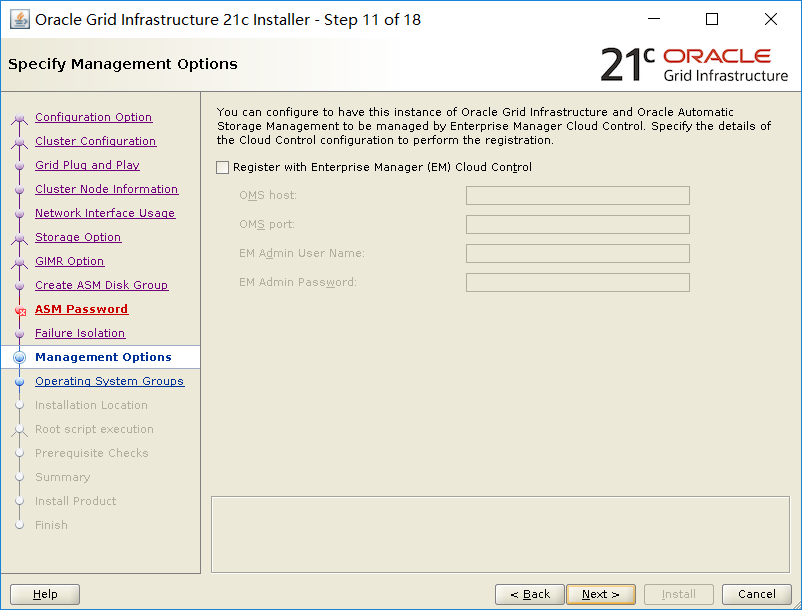 Oracle Grid Infrastructure 21c Installer - Step 11 of 18
Specify Management Options
21c ORACLE
Grid Infrastructure
Configuration Option
Cluster Configuration
Grid Plug and Play
Cluster Node Information
Network Interface Usage
Storage Option
GIMR Option
Create ASM Disk Group
ASM Password
Failure Isolation
Management Options
Operating System Groups
Installation Location
Root script execution
Prerequisite Checks
Summary
Install Product
Finish
You can configure to have this instance of Oracle Grid Infrastructure and Oracle Automatic
Storage Management to be managed by Enterprise Manager Cloud Control. Specify the details of
the Cloud Control configuration to perform the registration.
Register with Enterprise Manager (EM) Cloud Control
OMS host:
OMS port:
EM Admin User Name:
EM Admin Password:
Help
< Back
Next >
Install
Cancel